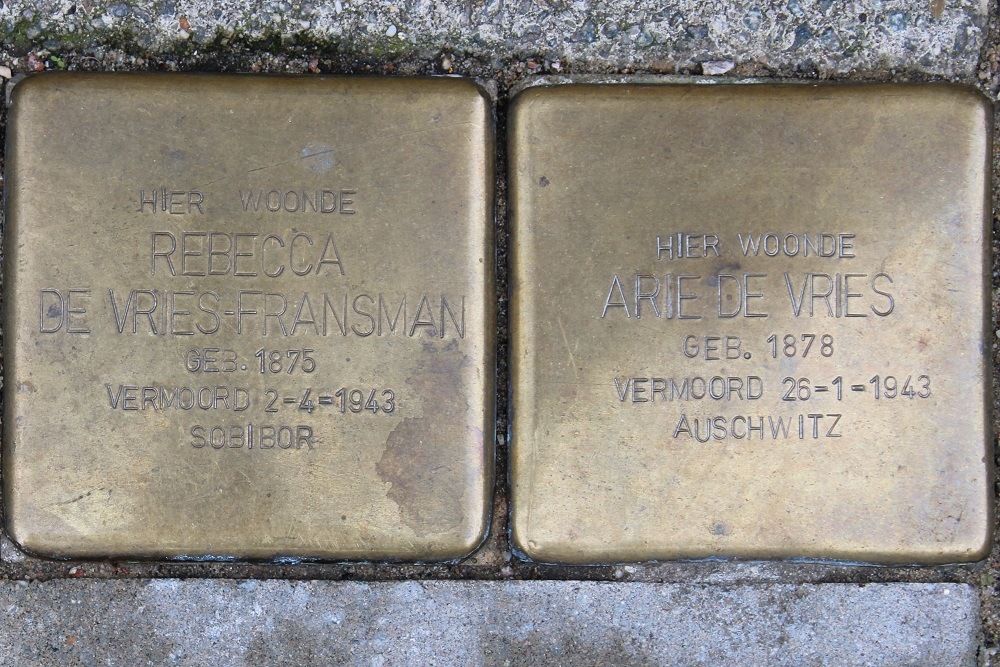 HIER WOONDE
REBECCA
DE VRIES-FRANSMAN
GEB. 1875
VERMOORD 2-4-1943
SOBIBOR
HIER WOONDE
ARIE DE VRIES
GEB. 1878
VERMOORD 26-1-1943
AUSCHWITZ